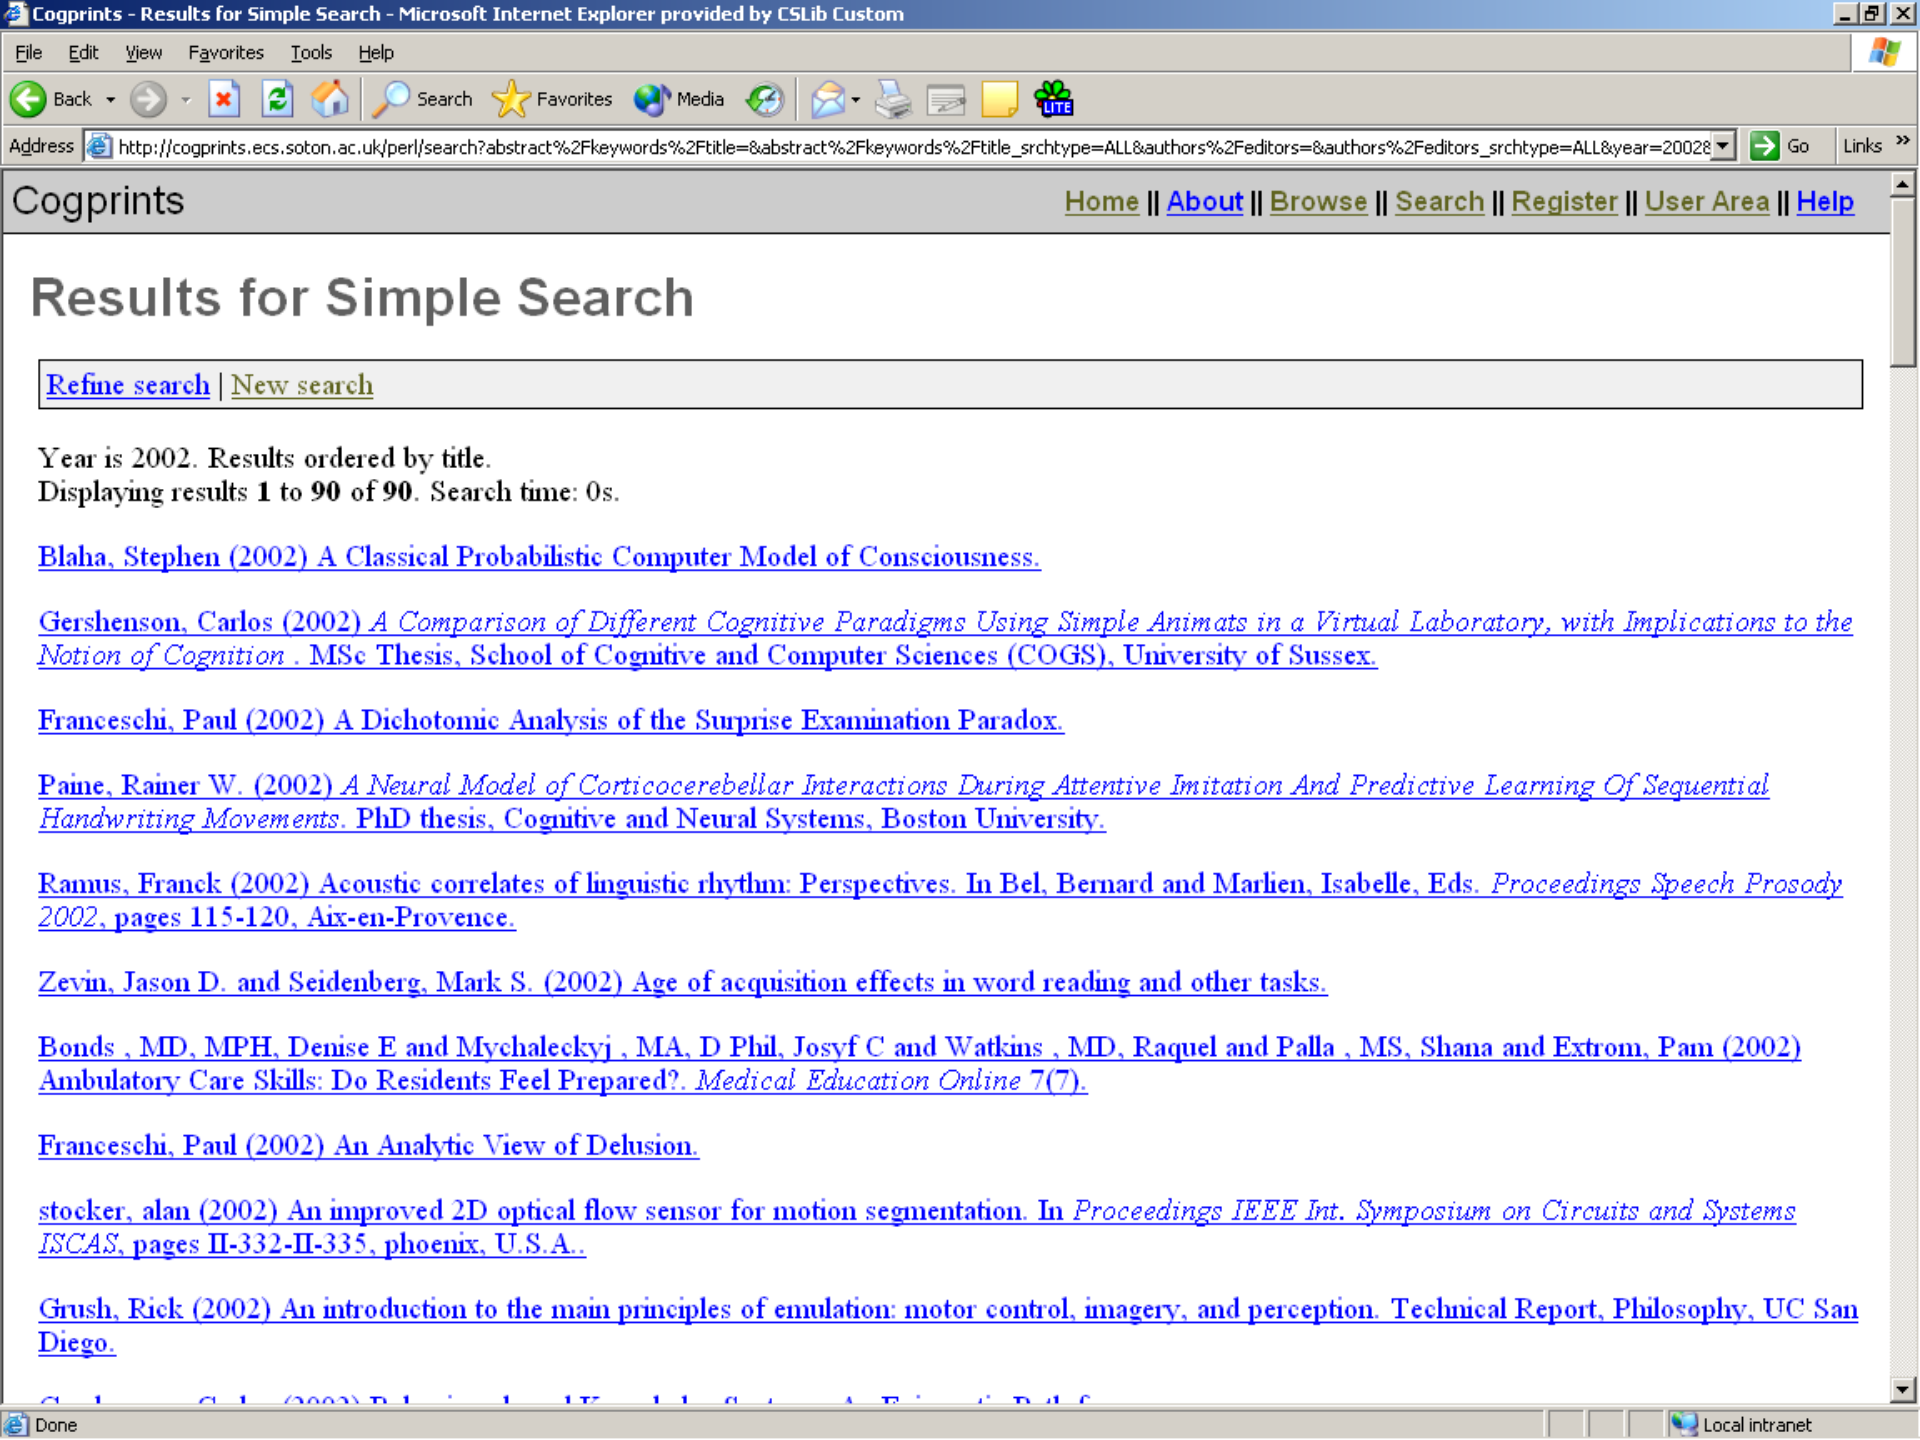 Cogprints - Results for Simple Search - Microsoft Internet Explorer provided by CSLib Custom
File Edit View Favorites Tools Help
Back Search Favorites Media LITE
Address http://cogprints.ecs.soton.ac.uk/perl/search?abstract%2Fkeywords%2Ftitle=&abstract%2Fkeywords%2Ftitle_srchtype=ALL&authors%2Feditors=&authors%2Feditors_srchtype=ALL&year=2002& Go Links »
Cogprints Home || About || Browse || Search || Register || User Area || Help
Results for Simple Search
Refine search | New search
Year is 2002. Results ordered by title.
Displaying results 1 to 90 of 90. Search time: 0s.
Blaha, Stephen (2002) A Classical Probabilistic Computer Model of Consciousness.
Gershenson, Carlos (2002) A Comparison of Different Cognitive Paradigms Using Simple Animats in a Virtual Laboratory, with Implications to the
Notion of Cognition . MSc Thesis, School of Cognitive and Computer Sciences (COGS), University of Sussex.
Franceschi, Paul (2002) A Dichotomic Analysis of the Surprise Examination Paradox.
Paine, Rainer W. (2002) A Neural Model of Corticocerebellar Interactions During Attentive Imitation And Predictive Learning Of Sequential
Handwriting Movements. PhD thesis, Cognitive and Neural Systems, Boston University.
Ramus, Franck (2002) Acoustic correlates of linguistic rhythm: Perspectives. In Bel, Bernard and Marlien, Isabelle, Eds. Proceedings Speech Prosody
2002, pages 115-120, Aix-en-Provence.
Zevin, Jason D. and Seidenberg, Mark S. (2002) Age of acquisition effects in word reading and other tasks.
Bonds , MD, MPH, Denise E and Mychaleckyj , MA, D Phil, Josyf C and Watkins , MD, Raquel and Palla , MS, Shana and Extrom, Pam (2002)
Ambulatory Care Skills: Do Residents Feel Prepared?. Medical Education Online 7(7).
Franceschi, Paul (2002) An Analytic View of Delusion.
stocker, alan (2002) An improved 2D optical flow sensor for motion segmentation. In Proceedings IEEE Int. Symposium on Circuits and Systems
ISCAS, pages II-332-II-335, phoenix, U.S.A..
Grush, Rick (2002) An introduction to the main principles of emulation: motor control, imagery, and perception. Technical Report, Philosophy, UC San
Diego.
Done Local intranet